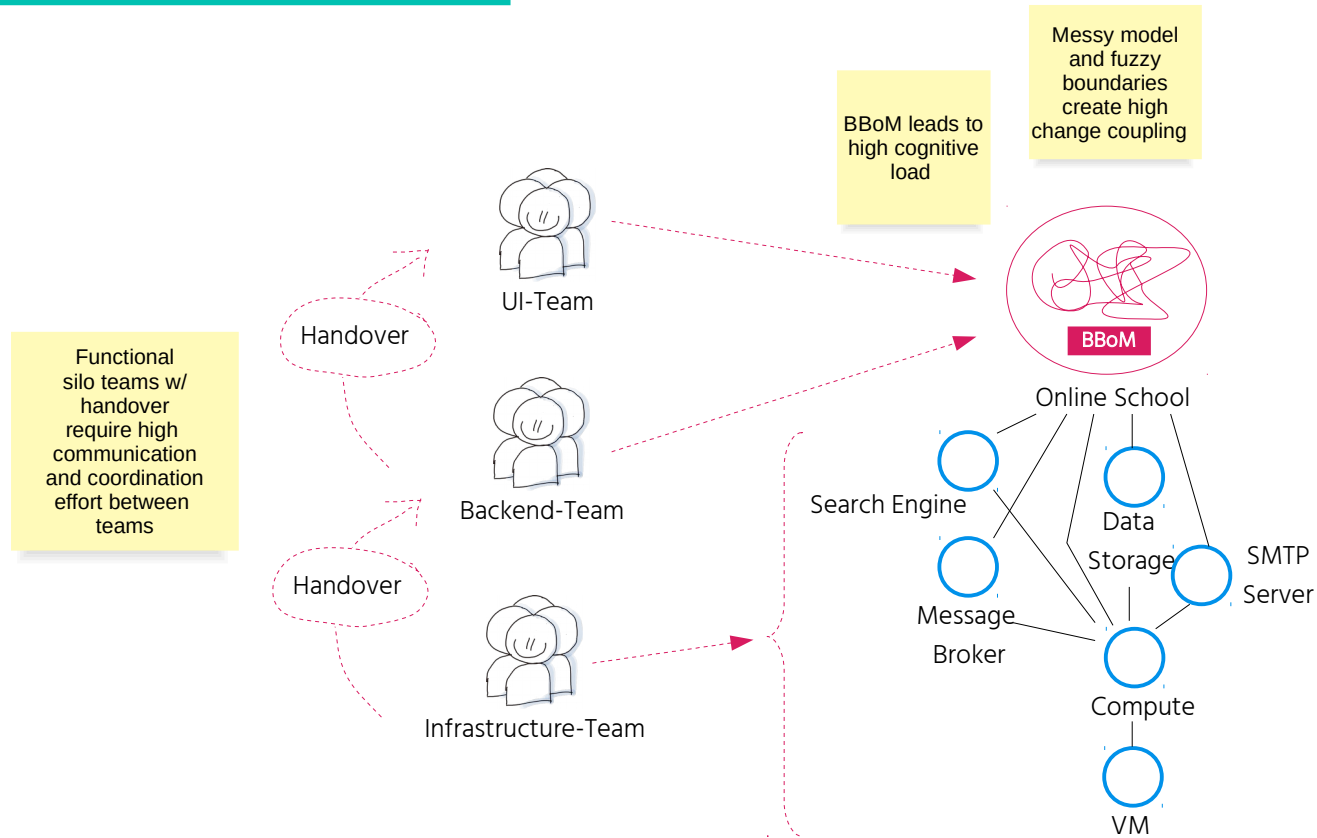 Messy model
and fuzzy
boundaries
create high
change coupling
BBoM leads to
high cognitive
load
UI-Team
Handover
BBoM
Functional
silo teams w/
handover
require high
communication
and coordination
effort between
teams
Online School
Backend-Team
Search Engine
Data
Storage
SMTP
Server
Handover
Message
Broker
Infrastructure-Team
Compute
VM